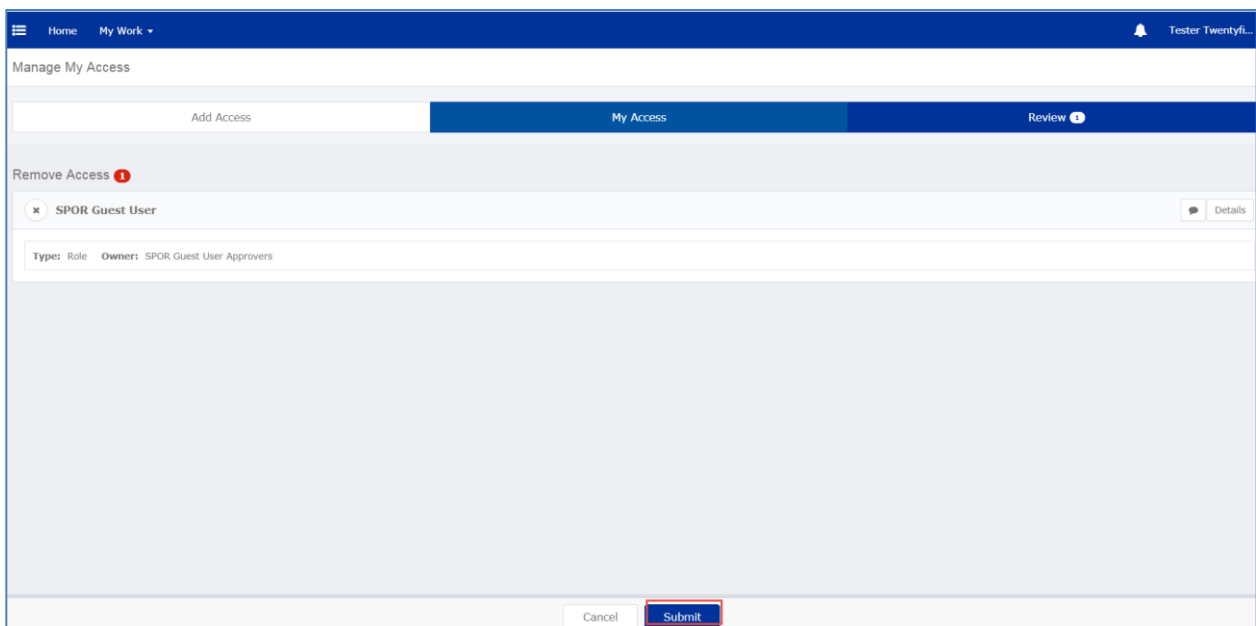 Home My Work Tester Twentyfi...
Manage My Access
Add Access My Access Review 1
Remove Access 1
SPOR Guest User Details
Type: Role Owner: SPOR Guest User Approvers
Cancel Submit